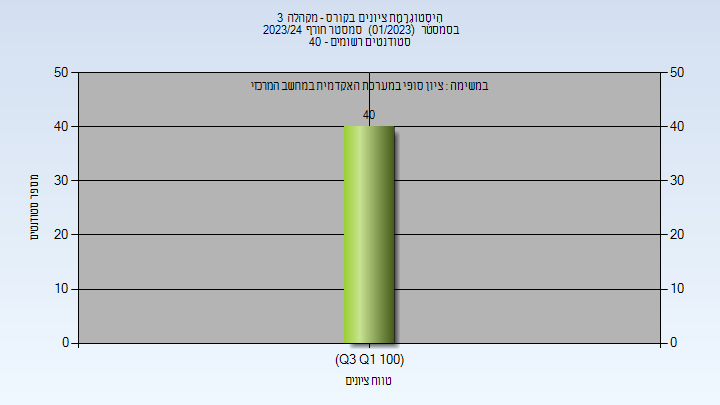 היסטוגרמת ציונים בקורס - מקהלה 3
בסמסטר (01/2023) סמסטר חורף 2023/24
סטודנטים רשומים - 40
במשימה : ציון סופי במערכת האקדמית במחשב המרכזי
40
50 50
40 40
30 30
20 20
10 10
0 0
מספר סטודנטים
(Q3 Q1 100)
טווח ציונים